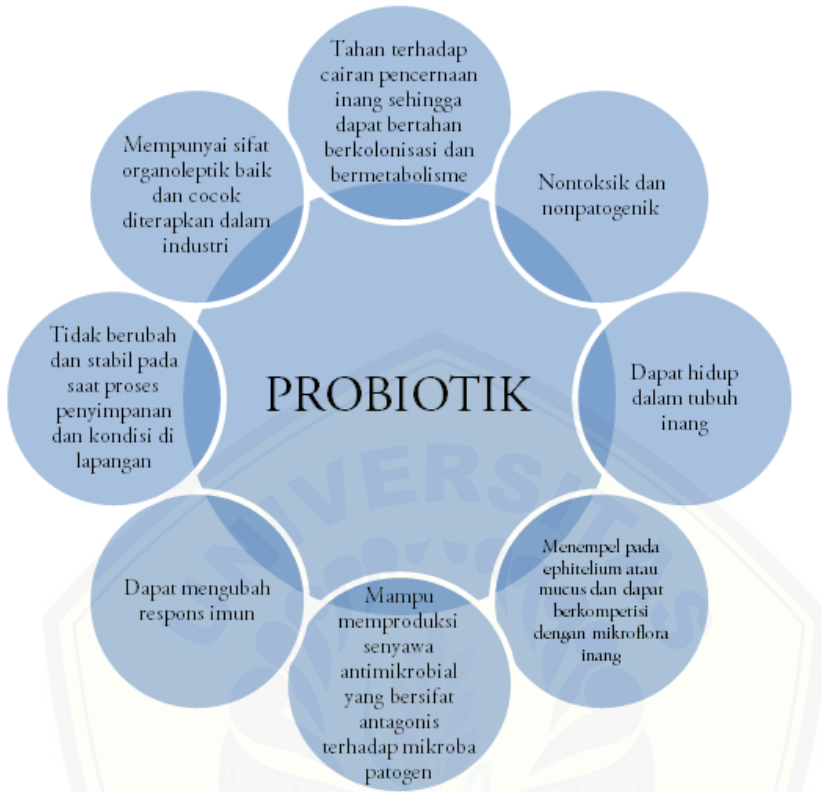 Tahan terhadap
cairan pencernaan
inang sehingga
dapat bertahan
berkolonisasi dan
bermetabolisme
Nontoksik dan
nonpatogenik
Dapat hidup
dalam tubuh
inang
Menempel pada
ephitelium atau
mucus dan dapat
berkompetisi
dengan mikroflora
inang
Mampu
memproduksi
senyawa
antimikrobial
yang bersifat
antagonis
terhadap mikroba
patogen
Dapat mengubah
respons imun
Tidak berubah
dan stabil pada
saat proses
penyimpanan
dan kondisi di
lapangan
Mempunyai sifat
organoleptik baik
dan cocok
diterapkan dalam
industri
PROBIOTIK
UNIVERSITAS